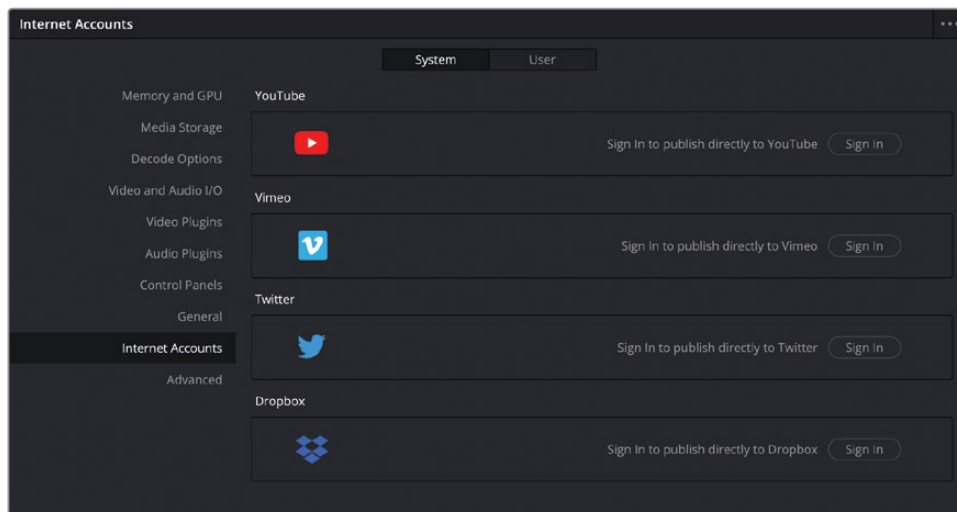 Internet Accounts
System User
Memory and GPU
Media Storage
Decode Options
Video and Audio I/O
Video Plugins
Audio Plugins
Control Panels
General
Internet Accounts
Advanced
YouTube
Sign In to publish directly to YouTube Sign In
Vimeo
Sign In to publish directly to Vimeo Sign In
Twitter
Sign In to publish directly to Twitter Sign In
Dropbox
Sign In to publish directly to Dropbox Sign In